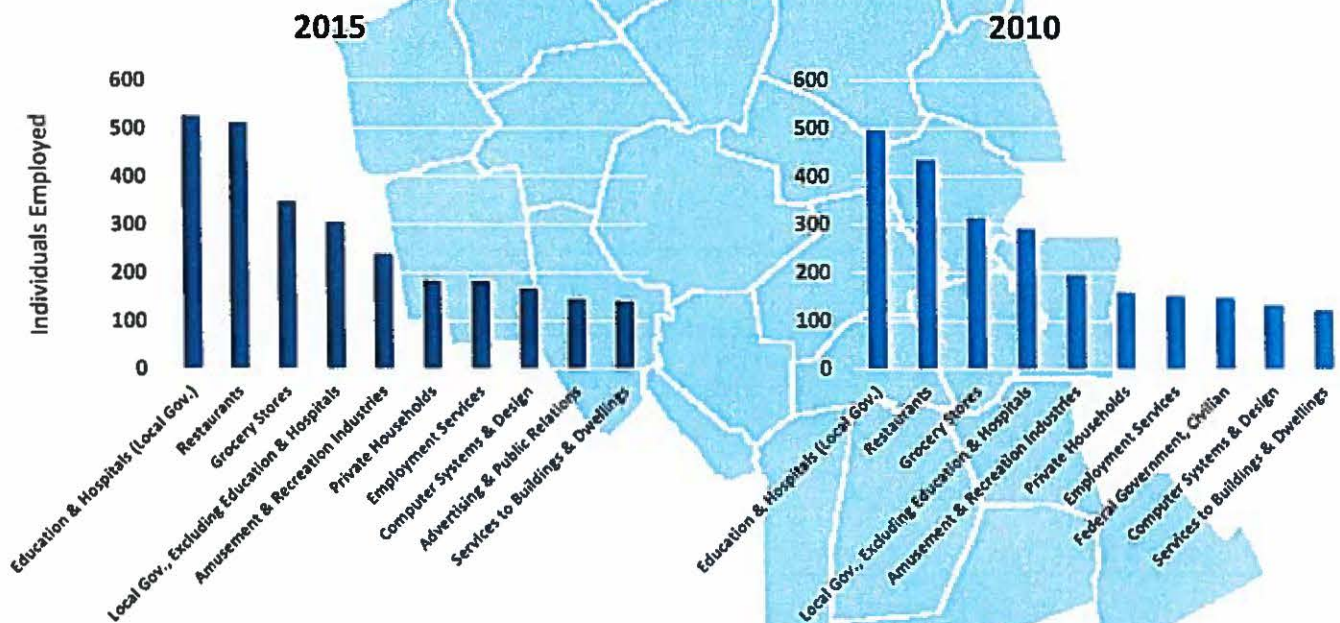 2015
600
500
400
300
200
100
0
Individuals Employed
Education & Hospitals (Local Gov.)
Restaurants
Grocery Stores
Local Gov., Excluding Education & Hospitals
Amusement & Recreation Industries
Private Households
Employment Services
Computer Systems & Design
Advertising & Public Relations
Services to Buildings & Dwellings
2010
600
500
400
300
200
100
0
Education & Hospitals (Local Gov.)
Restaurants
Grocery Stores
Local Gov., Excluding Education & Hospitals
Amusement & Recreation Industries
Private Households
Employment Services
Federal Government, Civilian
Computer Systems & Design
Services to Buildings & Dwellings